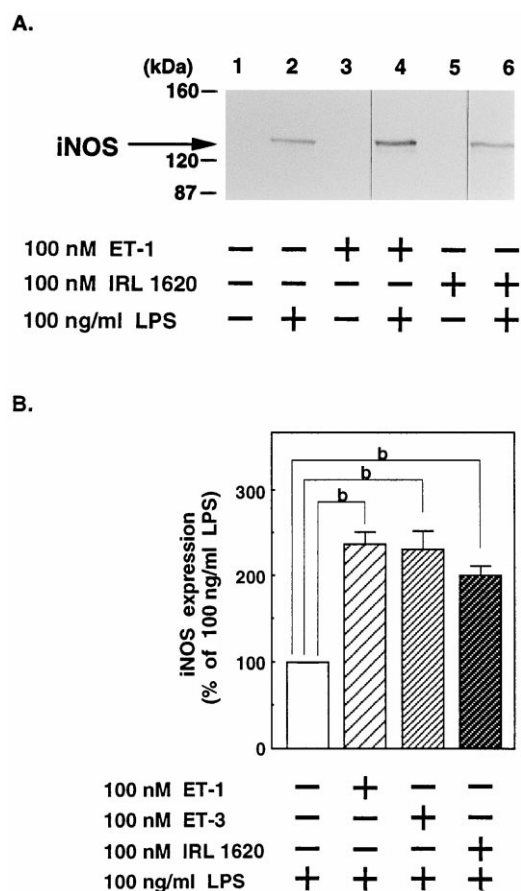 A.
(kDa) 1 2 3 4 5 6
160
iNOS
120
87
100 nM ET-1 − − + + − −
100 nM IRL 1620 − − − − + +
100 ng/ml LPS − + − + − +
B.
iNOS expression
(% of 100 ng/ml LPS)
b
b
b
300
200
100
0
100 nM ET-1 − + − −
100 nM ET-3 − − + −
100 nM IRL 1620 − − − +
100 ng/ml LPS + + + +